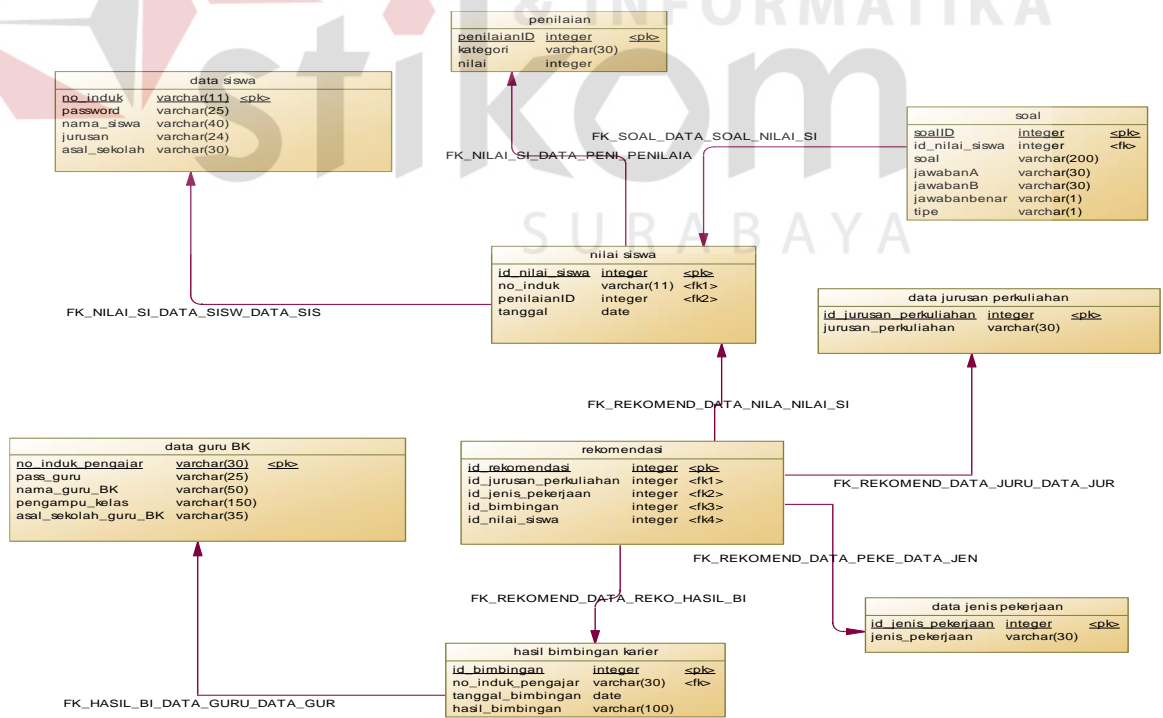 & INFORMATIKA
stikom
SURABAYA
penilaian
penilaianID integer <pk>
kategori varchar(30)
nilai integer
data siswa
no_induk varchar(11) <pk>
password varchar(25)
nama_siswa varchar(40)
jurusan varchar(24)
asal_sekolah varchar(30)
soal
soalID integer <pk>
id_nilai_siswa integer <fk>
soal varchar(200)
jawabanA varchar(30)
jawabanB varchar(30)
jawabanbenar varchar(1)
tipe varchar(1)
FK_SOAL_DATA_SOAL_NILAI_SI
FK_NILAI_SI_DATA_PENI_PENILAIA
nilai siswa
id_nilai_siswa integer <pk>
no_induk varchar(11) <fk1>
penilaianID integer <fk2>
tanggal date
FK_NILAI_SI_DATA_SISW_DATA_SIS
data jurusan perkuliahan
id_jurusan_perkuliahan integer <pk>
jurusan_perkuliahan varchar(30)
FK_REKOMEND_DATA_NILA_NILAI_SI
data guru BK
no_induk_pengajar varchar(30) <pk>
pass_guru varchar(25)
nama_guru_BK varchar(50)
pengampu_kelas varchar(150)
asal_sekolah_guru_BK varchar(35)
rekomendasi
id_rekomendasi integer <pk>
id_jurusan_perkuliahan integer <fk1>
id_jenis_pekerjaan integer <fk2>
id_bimbingan integer <fk3>
id_nilai_siswa integer <fk4>
FK_REKOMEND_DATA_JURU_DATA_JUR
FK_REKOMEND_DATA_PEKE_DATA_JEN
FK_REKOMEND_DATA_REKO_HASIL_BI
data jenis pekerjaan
id_jenis_pekerjaan integer <pk>
jenis_pekerjaan varchar(30)
hasil bimbingan karier
id_bimbingan integer <pk>
no_induk_pengajar varchar(30) <fk>
tanggal_bimbingan date
hasil_bimbingan varchar(100)
FK_HASIL_BI_DATA_GURU_DATA_GUR